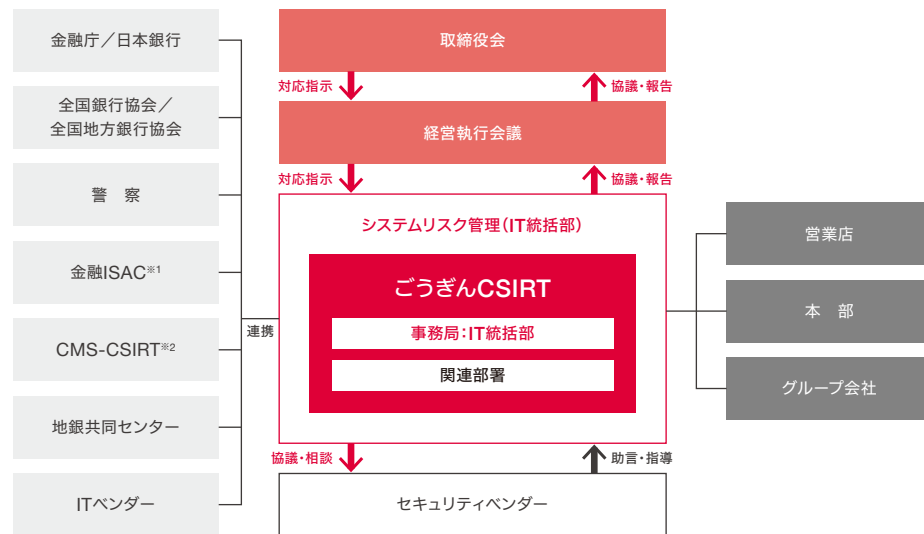 金融庁／日本銀行
全国銀行協会／
全国地方銀行協会
警　察
金融ISAC※1
CMS-CSIRT※2
地銀共同センター
ITベンダー
連携
取締役会
対応指示
協議・報告
経営執行会議
対応指示
協議・報告
システムリスク管理（IT統括部）
ごうぎんCSIRT
事務局：IT統括部
関連部署
協議・相談
助言・指導
セキュリティベンダー
営業店
本　部
グループ会社